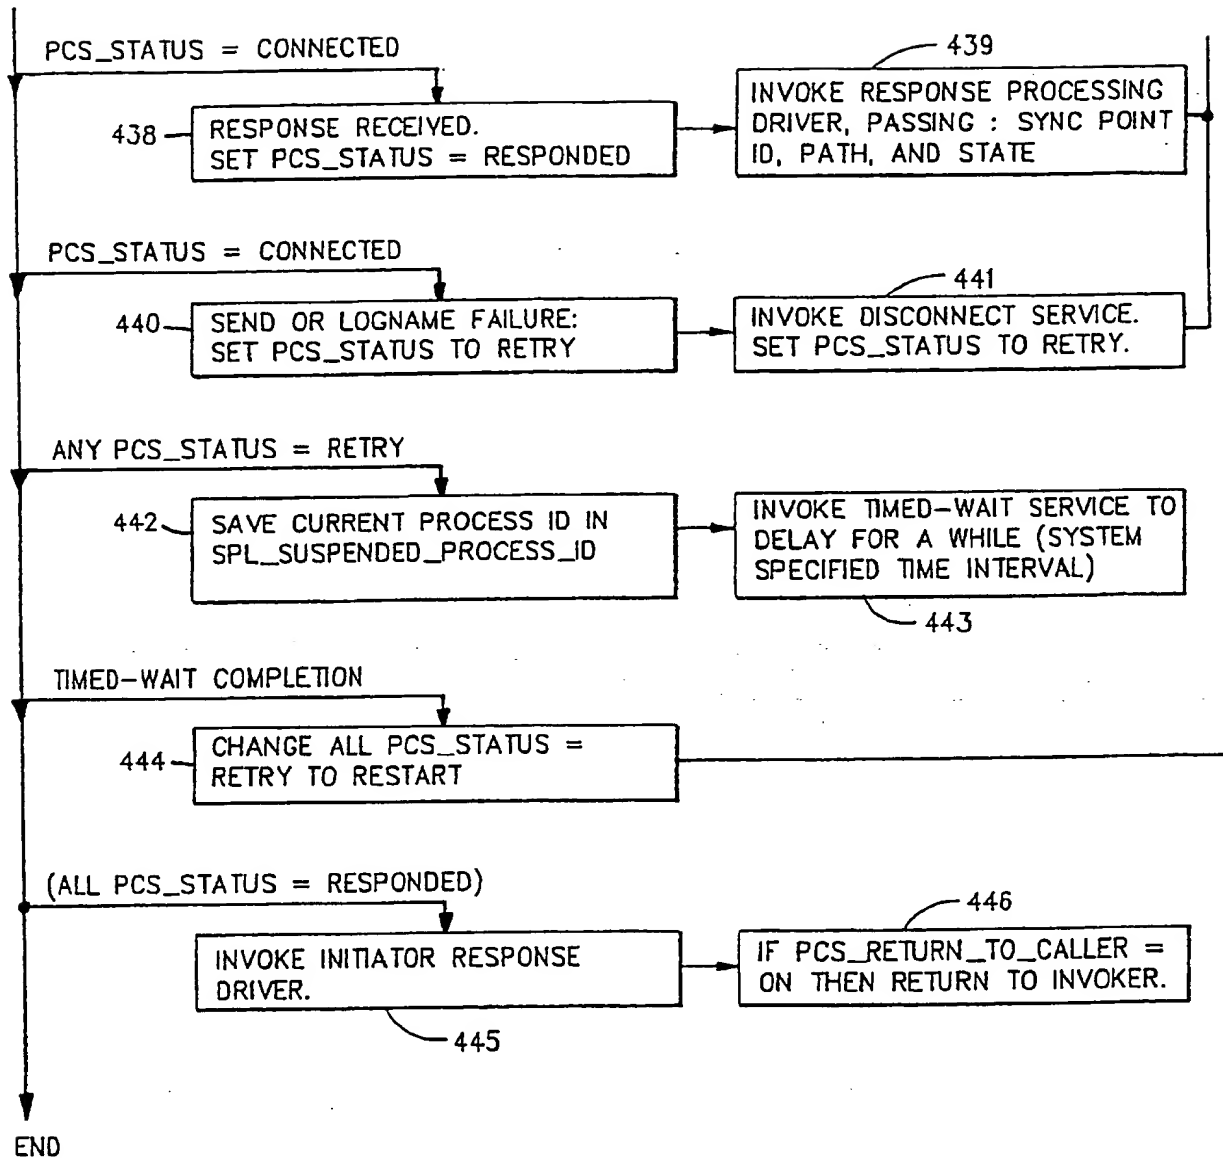 PCS_STATUS = CONNECTED
439
438
RESPONSE RECEIVED.
SET PCS_STATUS = RESPONDED
INVOKE RESPONSE PROCESSING
DRIVER, PASSING : SYNC POINT
ID, PATH, AND STATE
PCS_STATUS = CONNECTED
441
440
SEND OR LOGNAME FAILURE:
SET PCS_STATUS TO RETRY
INVOKE DISCONNECT SERVICE.
SET PCS_STATUS TO RETRY.
ANY PCS_STATUS = RETRY
442
SAVE CURRENT PROCESS ID IN
SPL_SUSPENDED_PROCESS_ID
INVOKE TIMED-WAIT SERVICE TO
DELAY FOR A WHILE (SYSTEM
SPECIFIED TIME INTERVAL)
443
TIMED-WAIT COMPLETION
444
CHANGE ALL PCS_STATUS =
RETRY TO RESTART
(ALL PCS_STATUS = RESPONDED)
446
INVOKE INITIATOR RESPONSE
DRIVER.
IF PCS_RETURN_TO_CALLER =
ON THEN RETURN TO INVOKER.
445
END